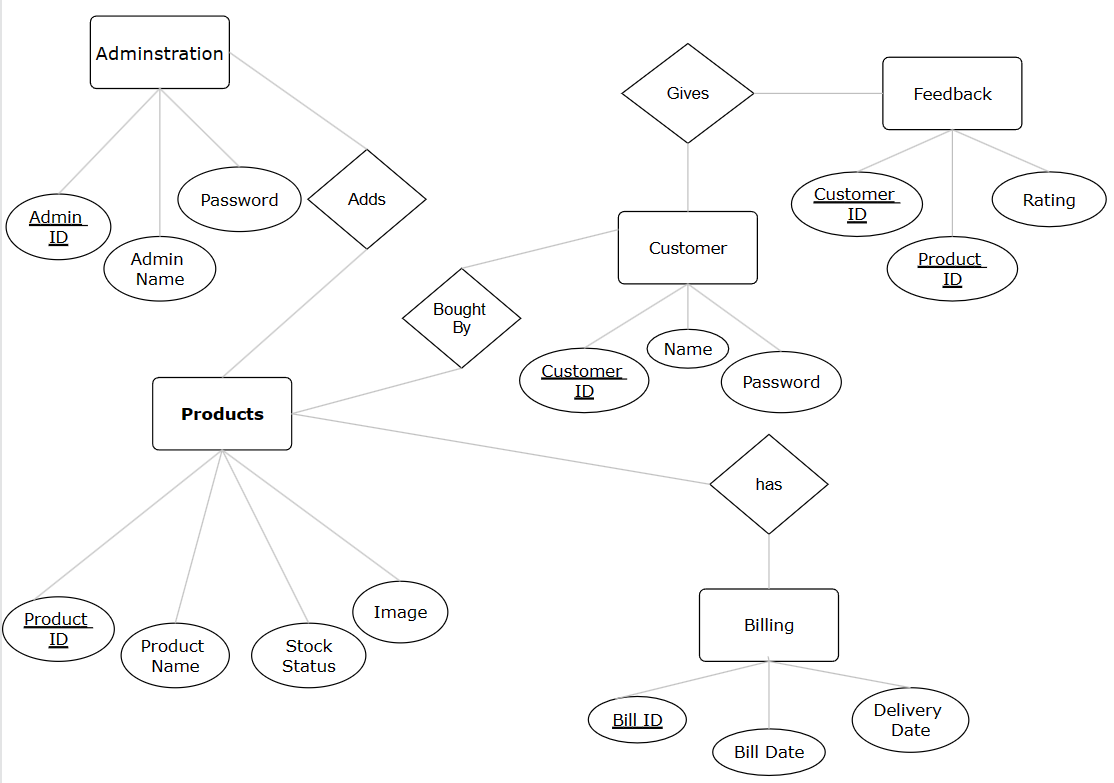 Adminstration
Gives
Feedback
Password
Adds
Customer
ID
Rating
Admin
ID
Admin
Name
Product
ID
Customer
Bought
By
Customer
ID
Name
Password
Products
has
Product
ID
Product
Name
Stock
Status
Image
Billing
Bill ID
Bill Date
Delivery
Date